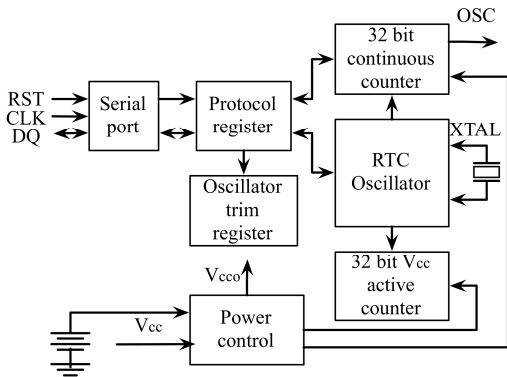 OSC
32 bit
continuous
counter
RST
CLK
DQ
Serial
port
Protocol
register
XTAL
RTC
Oscillator
Oscillator
trim
register
32 bit Vcc
active
counter
Vcco
Vcc
Power
control